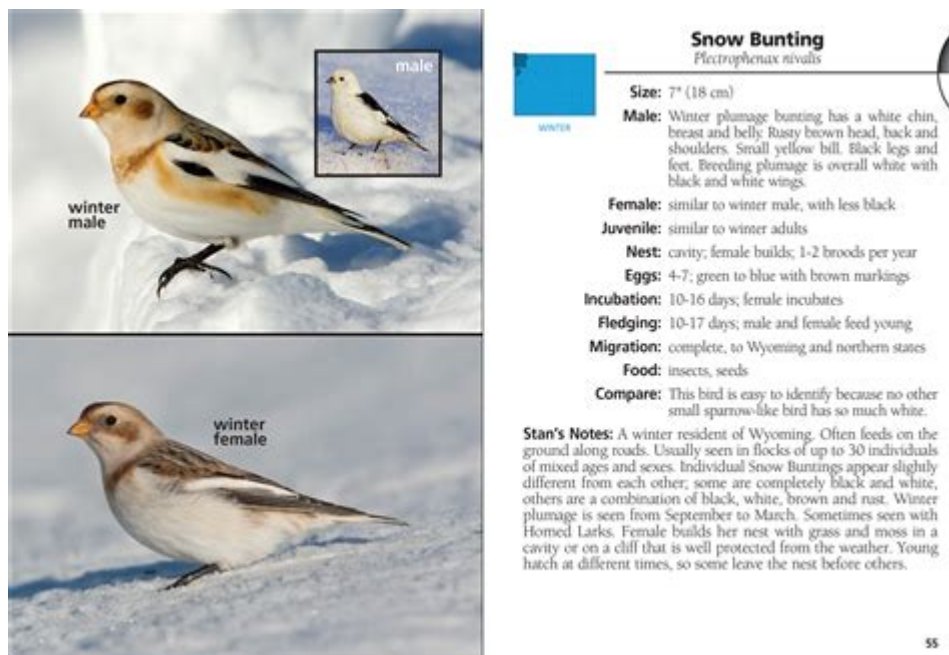 male
winter
male
winter
female
Snow Bunting
Plectrophenax nivalis
WINTER
Size: 7" (18 cm)
Male: Winter plumage bunting has a white chin,
breast and belly. Rusty brown head, back and
shoulders. Small yellow bill. Black legs and
feet. Breeding plumage is overall white with
black and white wings.
Female: similar to winter male, with less black
Juvenile: similar to winter adults
Nest: cavity; female builds; 1-2 broods per year
Eggs: 4-7; green to blue with brown markings
Incubation: 10-16 days; female incubates
Fledging: 10-17 days; male and female feed young
Migration: complete, to Wyoming and northern states
Food: insects, seeds
Compare: This bird is easy to identify because no other
small sparrow-like bird has so much white.
Stan's Notes: A winter resident of Wyoming. Often feeds on the
ground along roads. Usually seen in flocks of up to 30 individuals
of mixed ages and sexes. Individual Snow Buntings appear slightly
different from each other; some are completely black and white,
others are a combination of black, white, brown and rust. Winter
plumage is seen from September to March. Sometimes seen with
Horned Larks. Female builds her nest with grass and moss in a
cavity or on a cliff that is well protected from the weather. Young
hatch at different times, so some leave the nest before others.
55